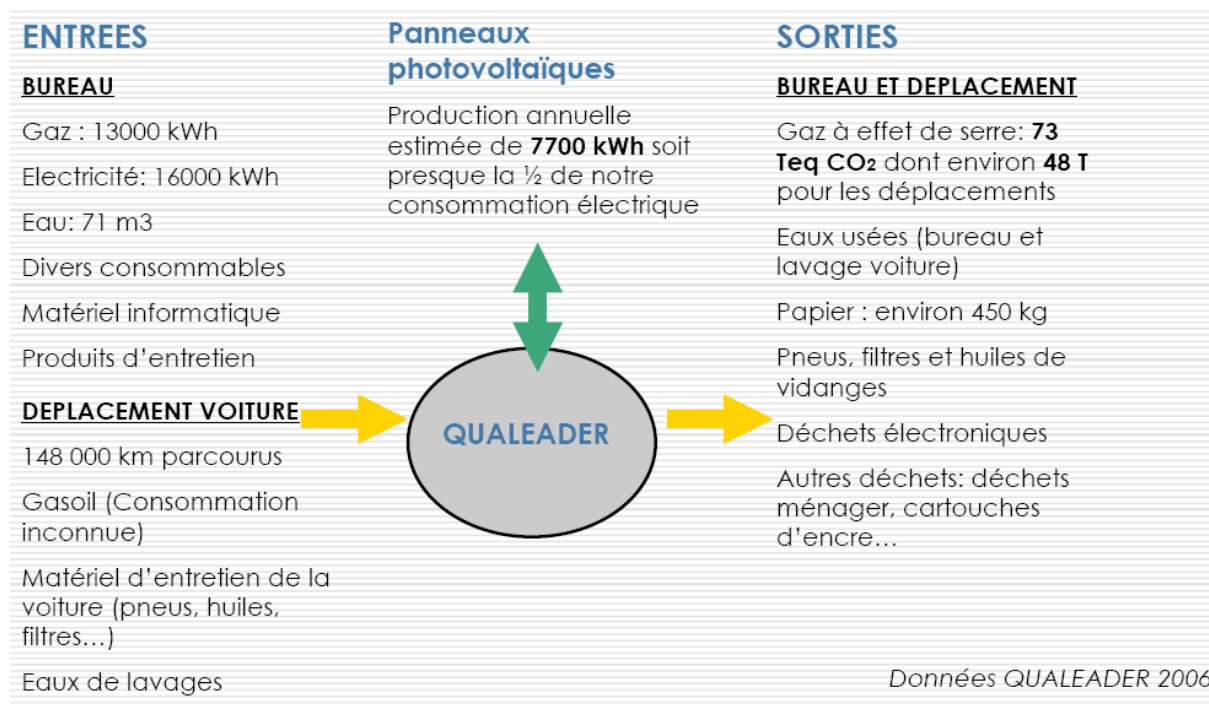 ENTREES
BUREAU
Gaz : 13000 kWh
Electricité: 16000 kWh
Eau: 71 m3
Divers consommables
Matériel informatique
Produits d'entretien
DEPLACEMENT VOITURE
148 000 km parcourus
Gasoil (Consommation
inconnue)
Matériel d'entretien de la
voiture (pneus, huiles,
filtres…)
Eaux de lavages
Panneaux
photovoltaïques
Production annuelle
estimée de 7700 kWh soit
presque la ½ de notre
consommation électrique
QUALEADER
SORTIES
BUREAU ET DEPLACEMENT
Gaz à effet de serre: 73
Teq CO2 dont environ 48 T
pour les déplacements
Eaux usées (bureau et
lavage voiture)
Papier : environ 450 kg
Pneus, filtres et huiles de
vidanges
Déchets électroniques
Autres déchets: déchets
ménager, cartouches
d'encre…
Données QUALEADER 2006